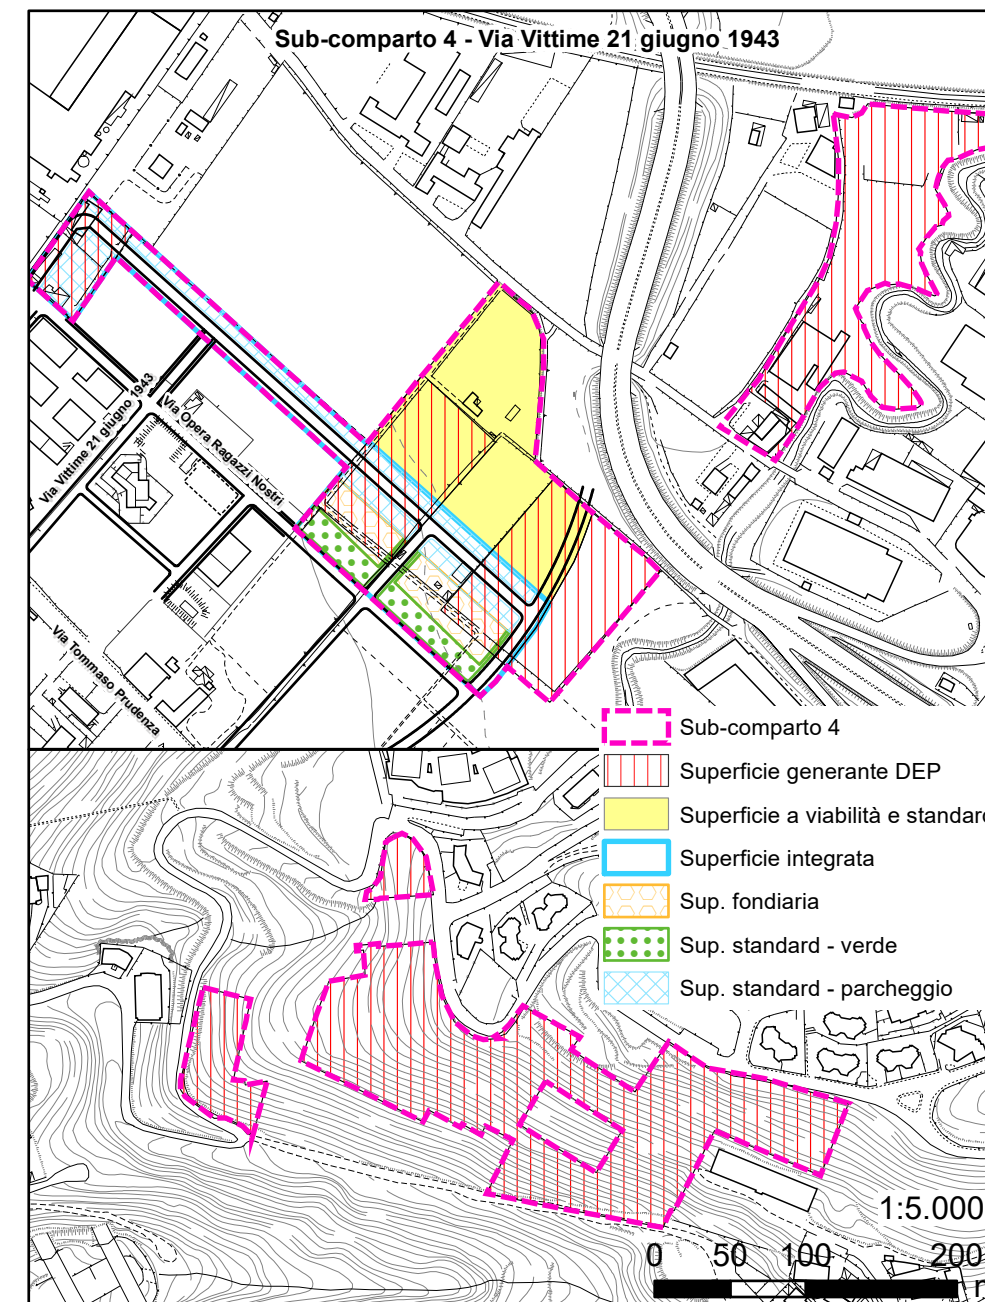 Sub-comparto 4 - Via Vittime 21 giugno 1943
Via Vittime 21 giugno 1943
Via Opera Ragazzi Nostri
Via Tommaso Prudenza
Sub-comparto 4
Superficie generante DEP
Superficie a viabilità e standard
Superficie integrata
Sup. fondiaria
Sup. standard - verde
Sup. standard - parcheggio
1:5.000
0 50 100 200